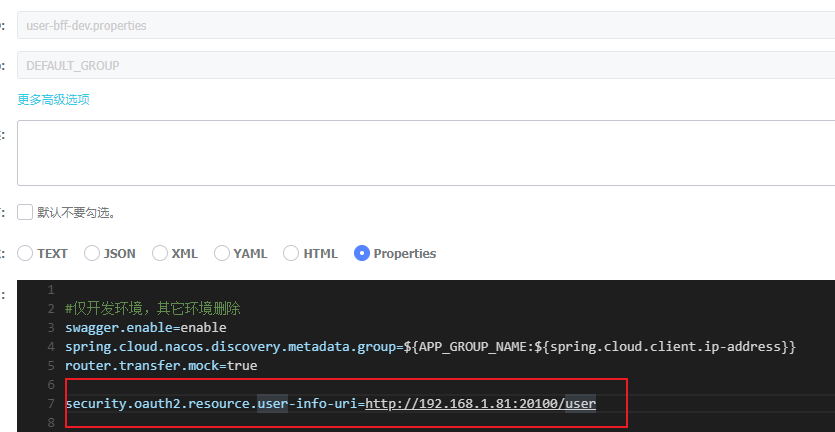 user-bff-dev.properties
DEFAULT_GROUP
更多高级选项
默认不要勾选。
TEXT JSON XML YAML HTML Properties
1
2 #仅开发环境，其它环境删除
3 swagger.enable=enable
4 spring.cloud.nacos.discovery.metadata.group=${APP_GROUP_NAME:${spring.cloud.client.ip-address}}
5 router.transfer.mock=true
6
7 security.oauth2.resource.user-info-uri=http://192.168.1.81:20100/user
8